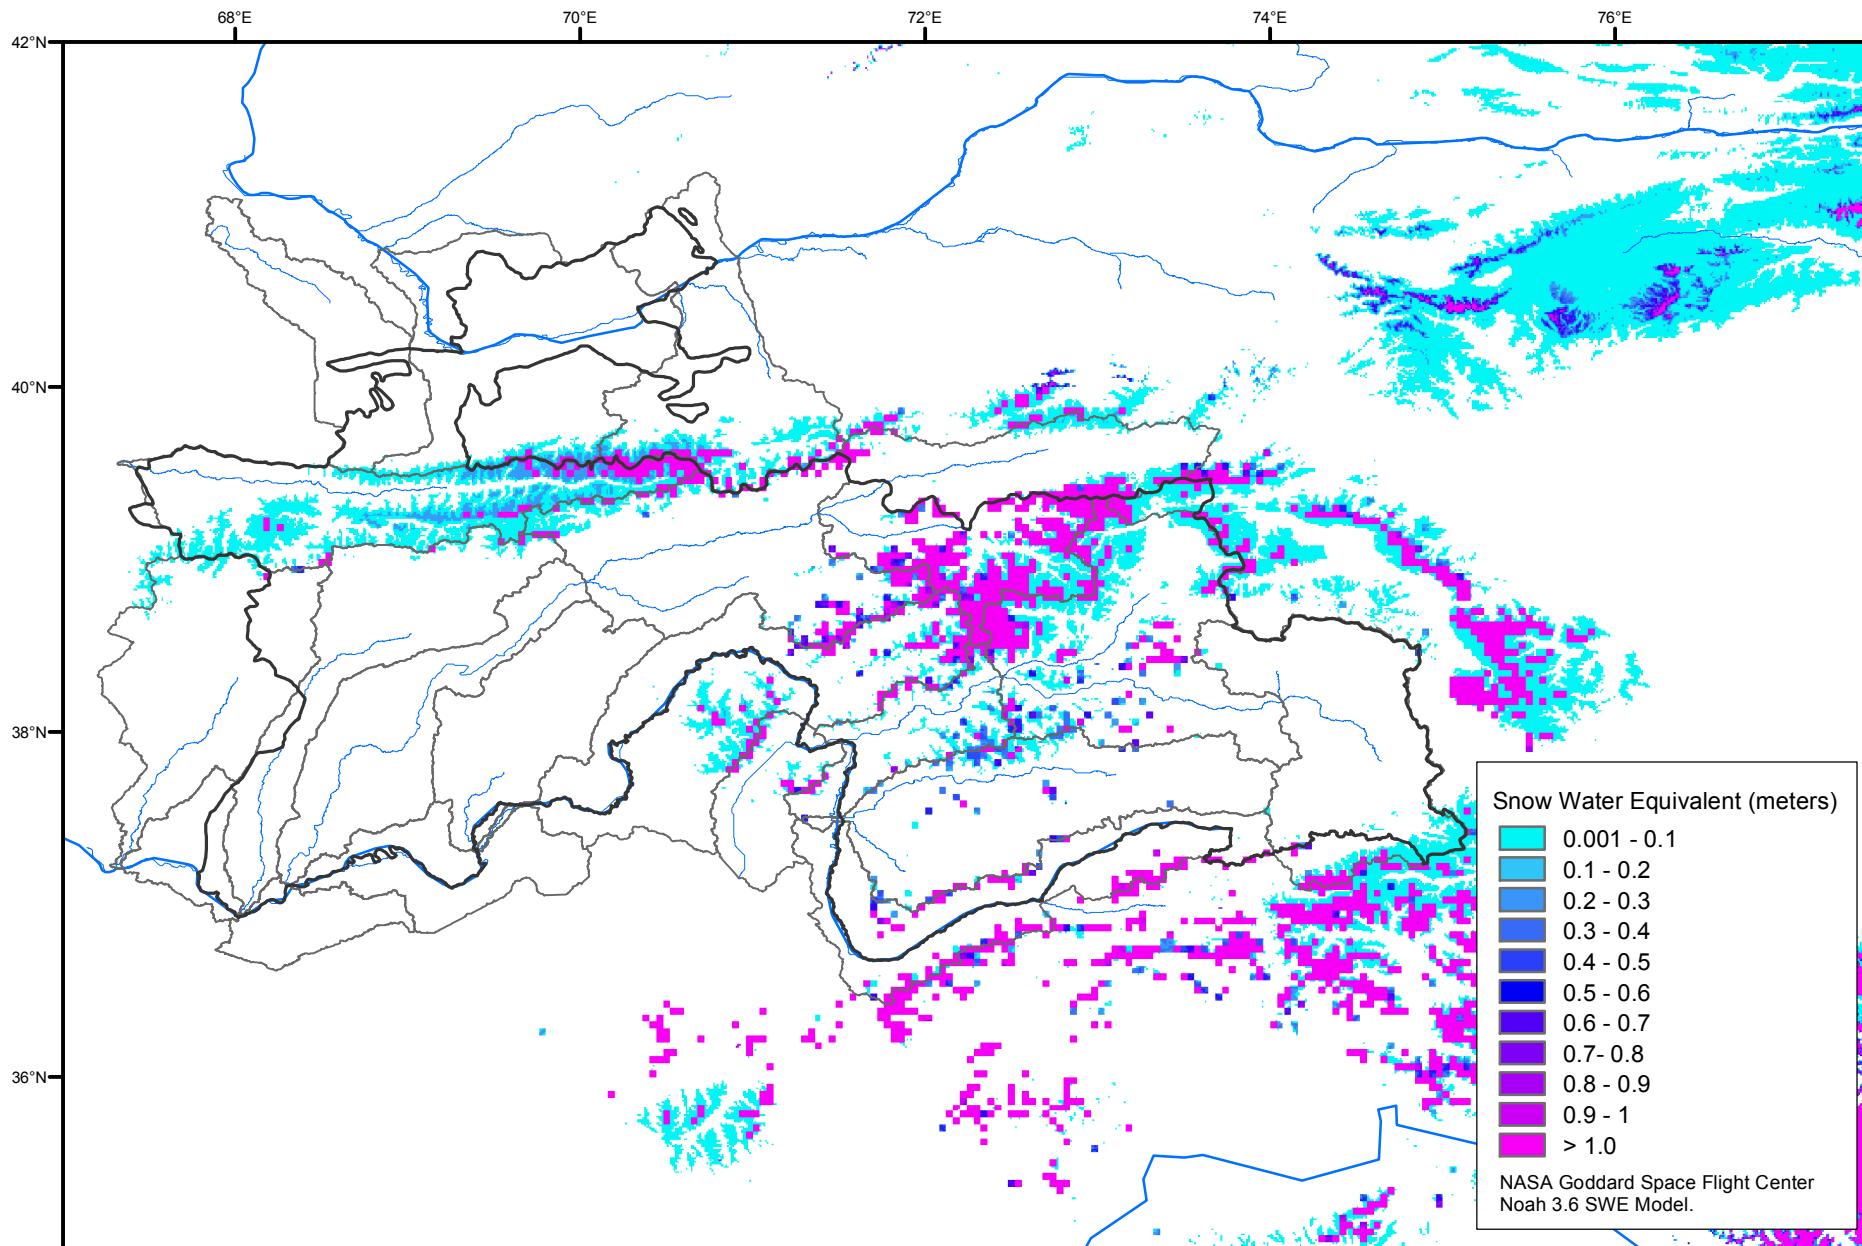 68°E 70°E 72°E 74°E 76°E
42°N
40°N
38°N
36°N
Snow Water Equivalent (meters)
0.001 - 0.1
0.1 - 0.2
0.2 - 0.3
0.3 - 0.4
0.4 - 0.5
0.5 - 0.6
0.6 - 0.7
0.7- 0.8
0.8 - 0.9
0.9 - 1
> 1.0
NASA Goddard Space Flight Center
Noah 3.6 SWE Model.